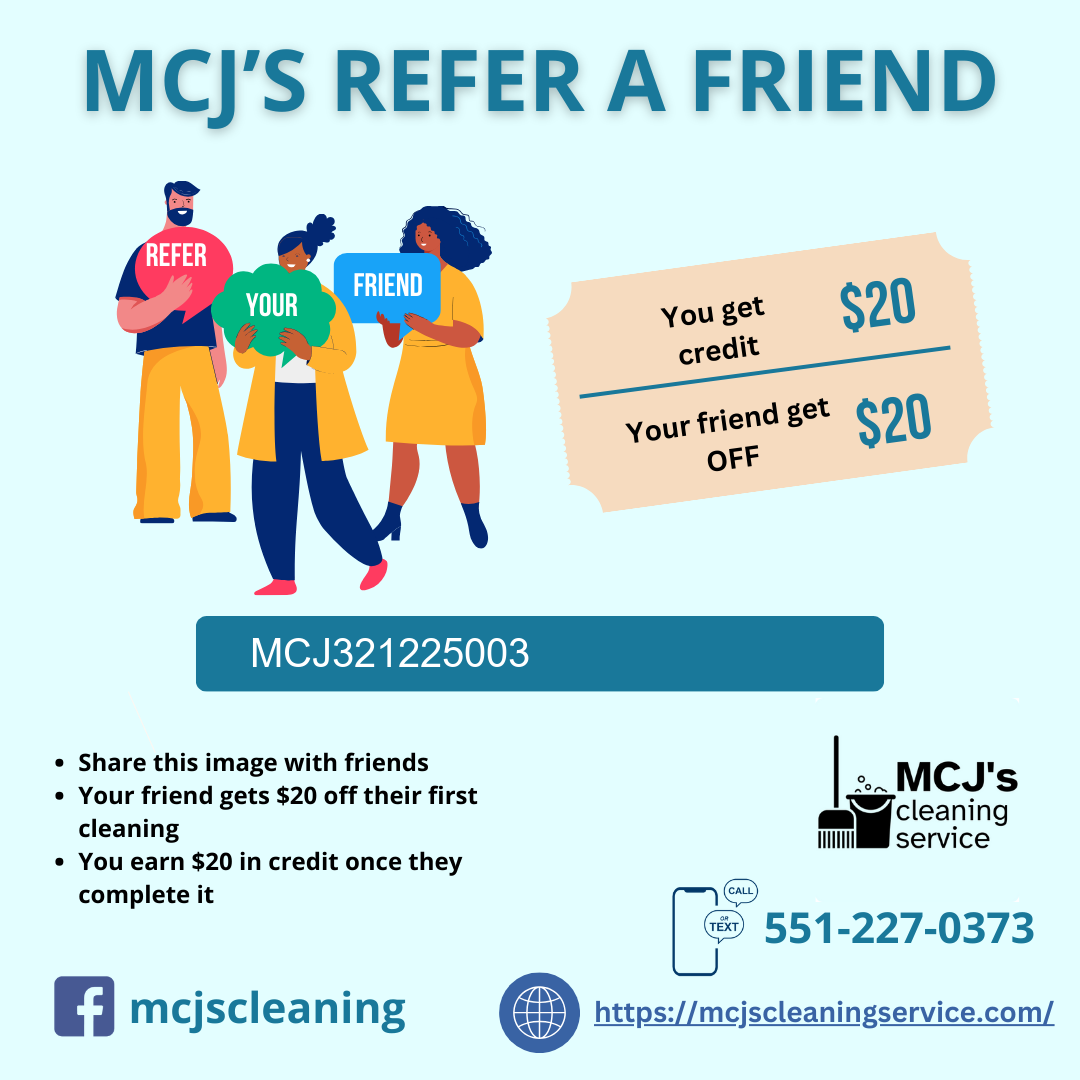 MCJ’S REFER A FRIEND
REFER
YOUR
FRIEND
You get
credit
$20
Your friend get
OFF
$20
MCJ321225003
• Share this image with friends
• Your friend gets $20 off their first
cleaning
• You earn $20 in credit once they
complete it
MCJ's
cleaning
service
CALL
OR
TEXT
551-227-0373
mcjscleaning
https://mcjscleaningservice.com/